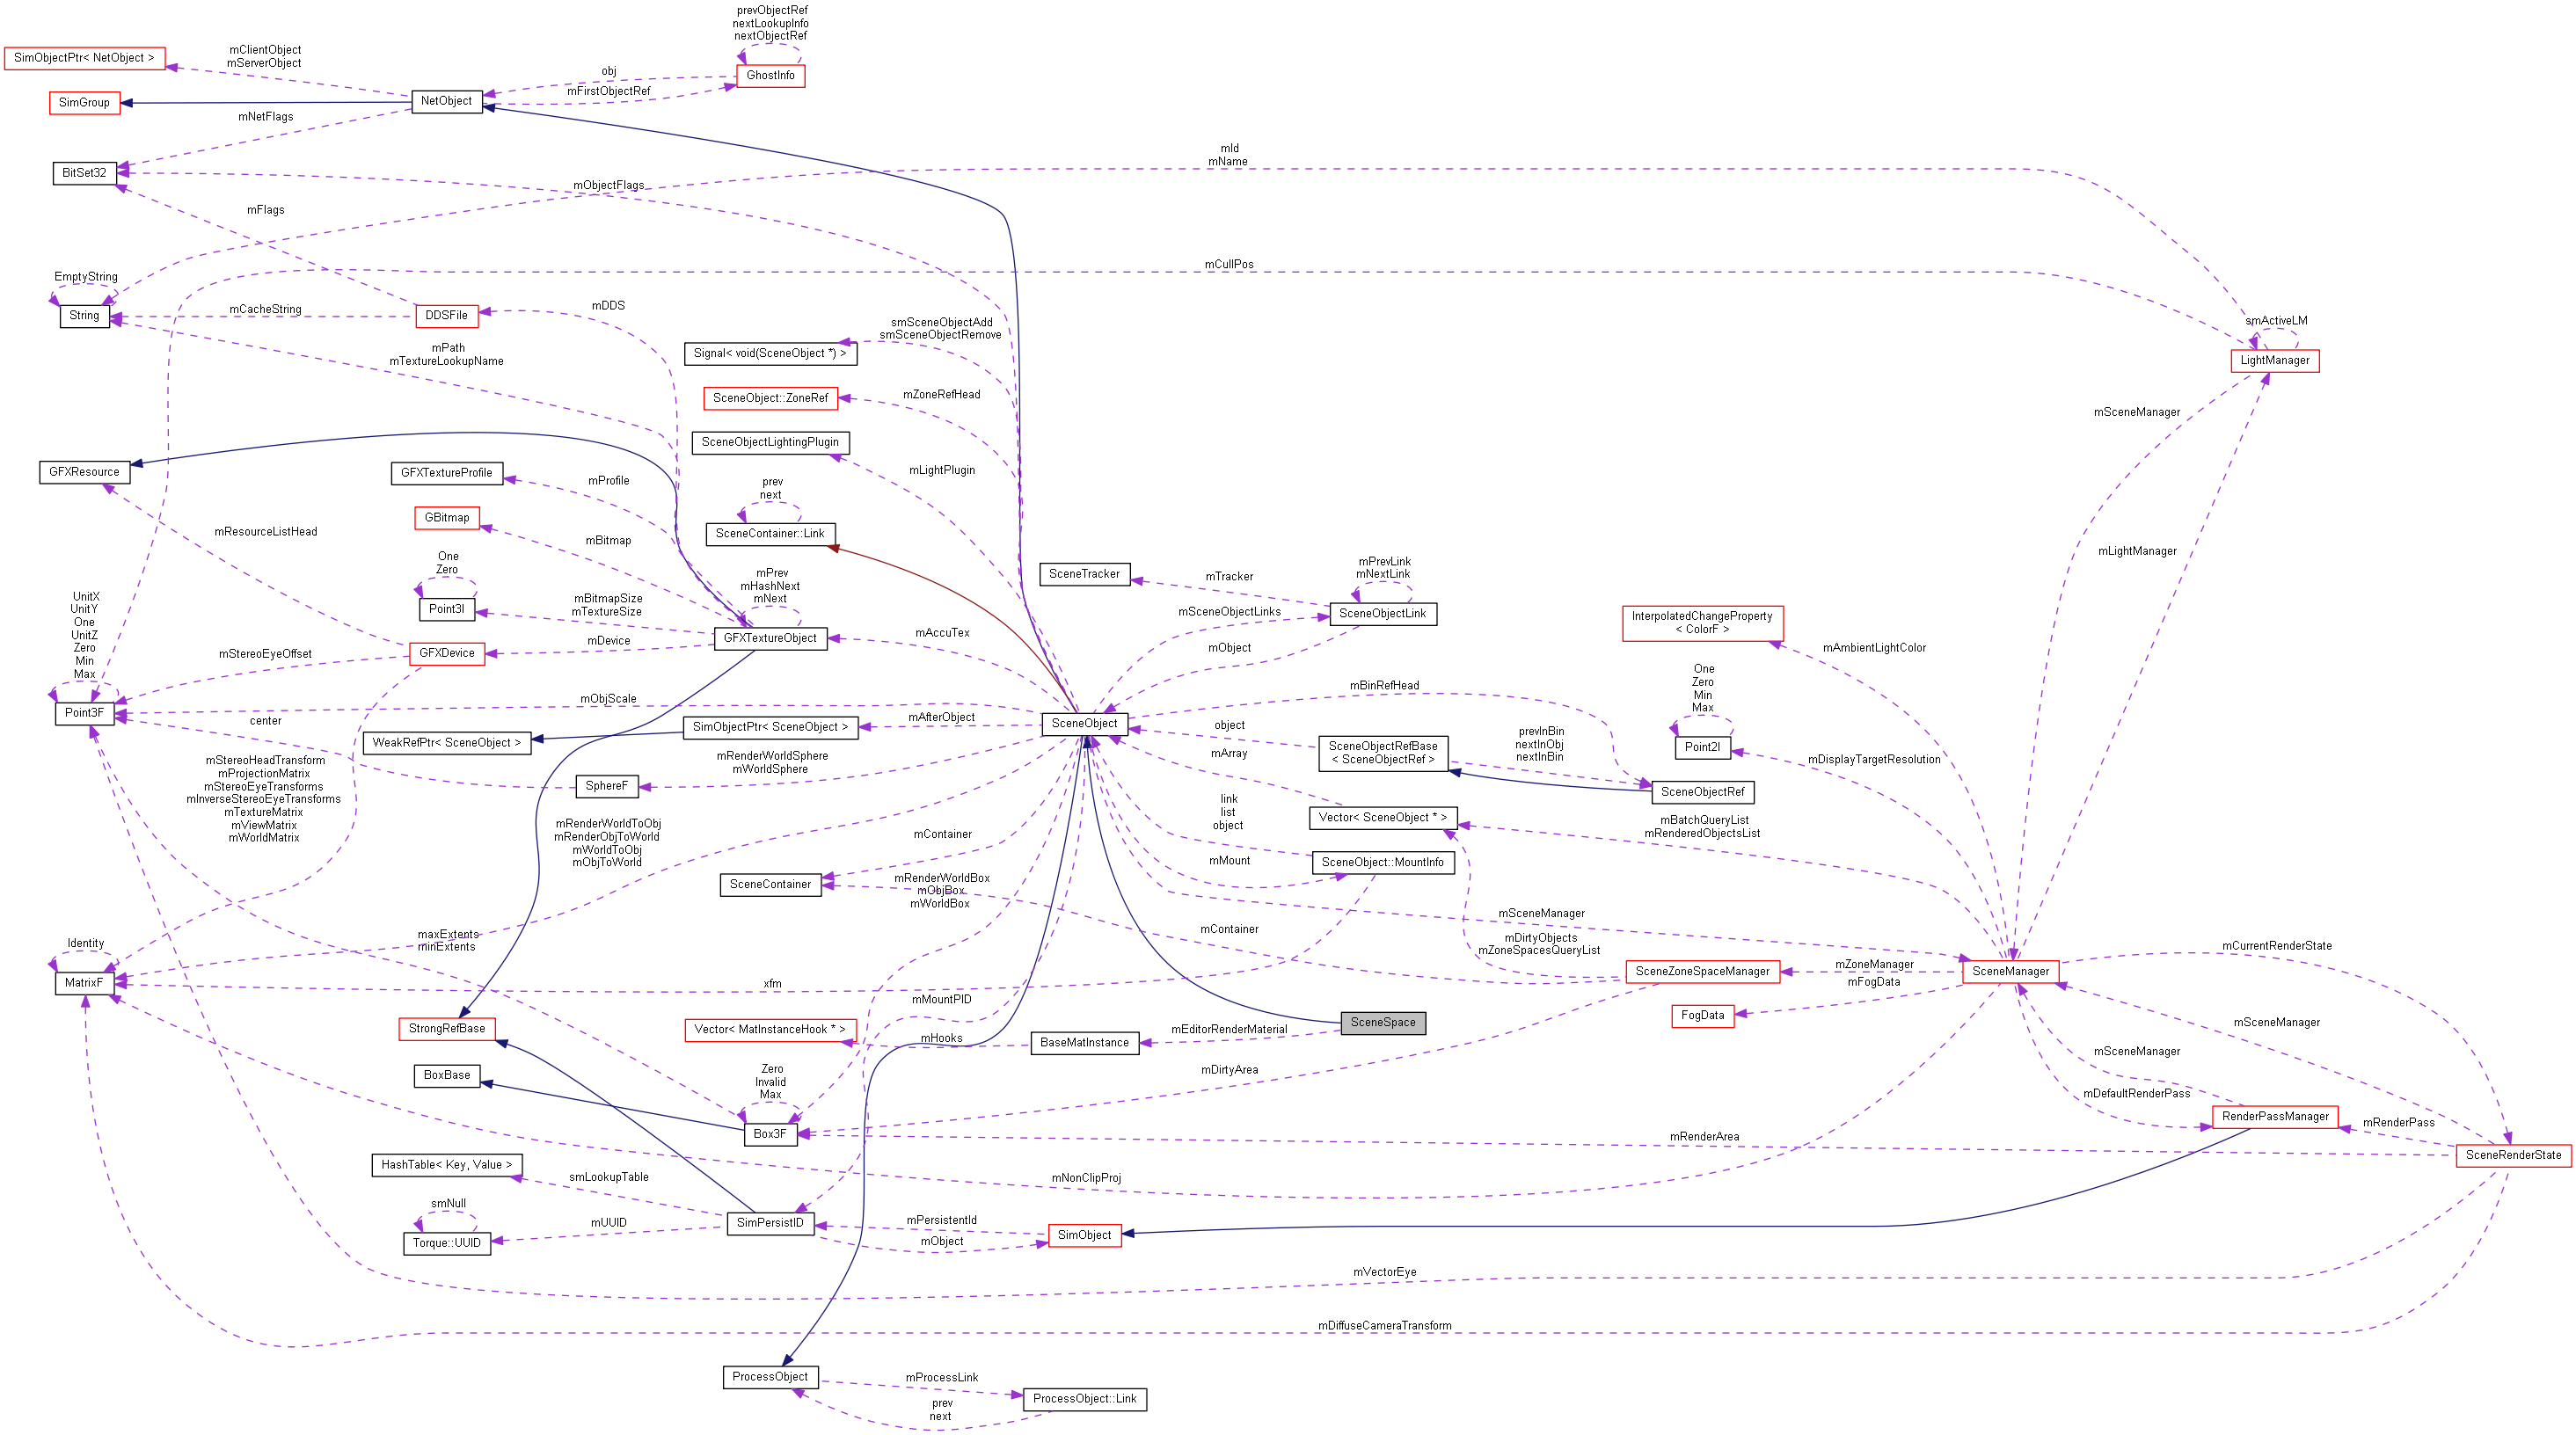 prevObjectRef
nextLookupInfo
nextObjectRef
SimObjectPtr< NetObject >
mClientObject
mServerObject
GhostInfo
obj
mFirstObjectRef
SimGroup
NetObject
mNetFlags
BitSet32
mId
mName
mObjectFlags
mFlags
mCullPos
EmptyString
String
mCacheString
DDSFile
mDDS
mPath
mTextureLookupName
smSceneObjectAdd
smSceneObjectRemove
Signal< void(SceneObject *) >
smActiveLM
LightManager
SceneObject::ZoneRef
mZoneRefHead
mSceneManager
SceneObjectLightingPlugin
mLightPlugin
GFXResource
GFXTextureProfile
mProfile
prev
next
SceneContainer::Link
GBitmap
mBitmap
mResourceListHead
mLightManager
One
Zero
Point3I
mBitmapSize
mTextureSize
mPrev
mHashNext
mNext
GFXTextureObject
SceneTracker
mTracker
mPrevLink
mNextLink
SceneObjectLink
mSceneObjectLinks
mObject
mAccuTex
InterpolatedChangeProperty
< ColorF >
mAmbientLightColor
UnitX
UnitY
One
UnitZ
Zero
Min
Max
Point3F
mStereoEyeOffset
GFXDevice
mDevice
mObjScale
center
WeakRefPtr< SceneObject >
SimObjectPtr< SceneObject >
mAfterObject
SceneObject
mBinRefHead
object
mArray
SceneObjectRefBase
< SceneObjectRef >
prevInBin
nextInObj
nextInBin
SceneObjectRef
One
Zero
Min
Max
Point2I
mDisplayTargetResolution
mRenderWorldSphere
mWorldSphere
SphereF
mStereoHeadTransform
mProjectionMatrix
mStereoEyeTransforms
mInverseStereoEyeTransforms
mTextureMatrix
mViewMatrix
mWorldMatrix
mRenderWorldToObj
mRenderObjToWorld
mWorldToObj
mObjToWorld
mContainer
link
list
object
Vector< SceneObject * >
mBatchQueryList
mRenderedObjectsList
SceneObject::MountInfo
mMount
SceneContainer
mRenderWorldBox
mObjBox
mWorldBox
mSceneManager
mContainer
mDirtyObjects
mZoneSpacesQueryList
maxExtents
minExtents
Identity
MatrixF
xfm
SceneZoneSpaceManager
mZoneManager
mFogData
SceneManager
mCurrentRenderState
FogData
StrongRefBase
mMountPID
Vector< MatInstanceHook * >
mHooks
BaseMatInstance
mEditorRenderMaterial
SceneSpace
mSceneManager
mSceneManager
BoxBase
Zero
Invalid
Max
Box3F
mDirtyArea
mDefaultRenderPass
RenderPassManager
mRenderPass
mRenderArea
SceneRenderState
HashTable< Key, Value >
smLookupTable
mNonClipProj
smNull
Torque::UUID
mUUID
SimPersistID
mPersistentId
mObject
SimObject
mVectorEye
mDiffuseCameraTransform
ProcessObject
mProcessLink
ProcessObject::Link
prev
next